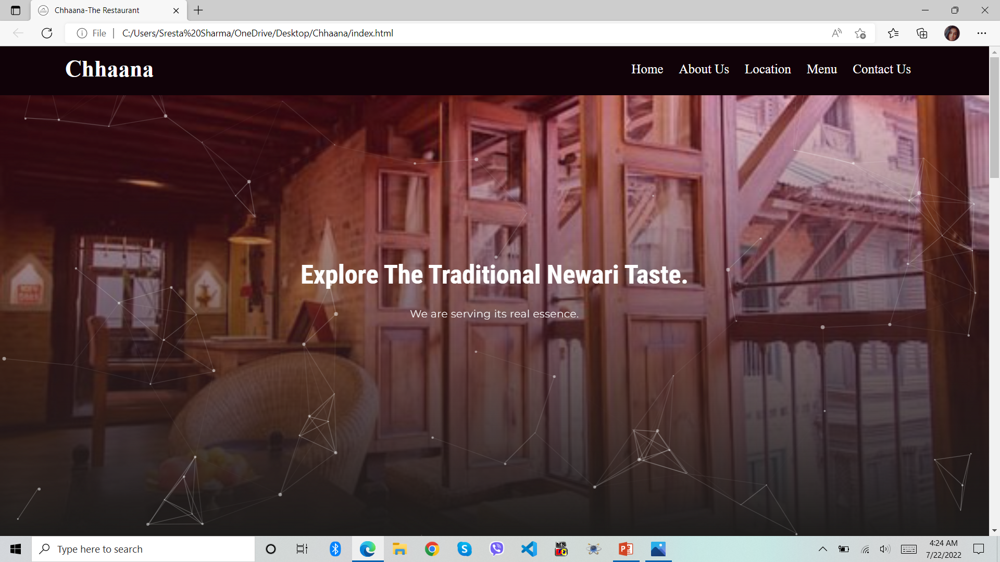 Chhaana-The Restaurant
File
C:/Users/Sresta%20Sharma/OneDrive/Desktop/Chhaana/index.html
Chhaana
Home About Us Location Menu Contact Us
Explore The Traditional Newari Taste.
We are serving its real essence.
Type here to search
4:24 AM
7/22/2022